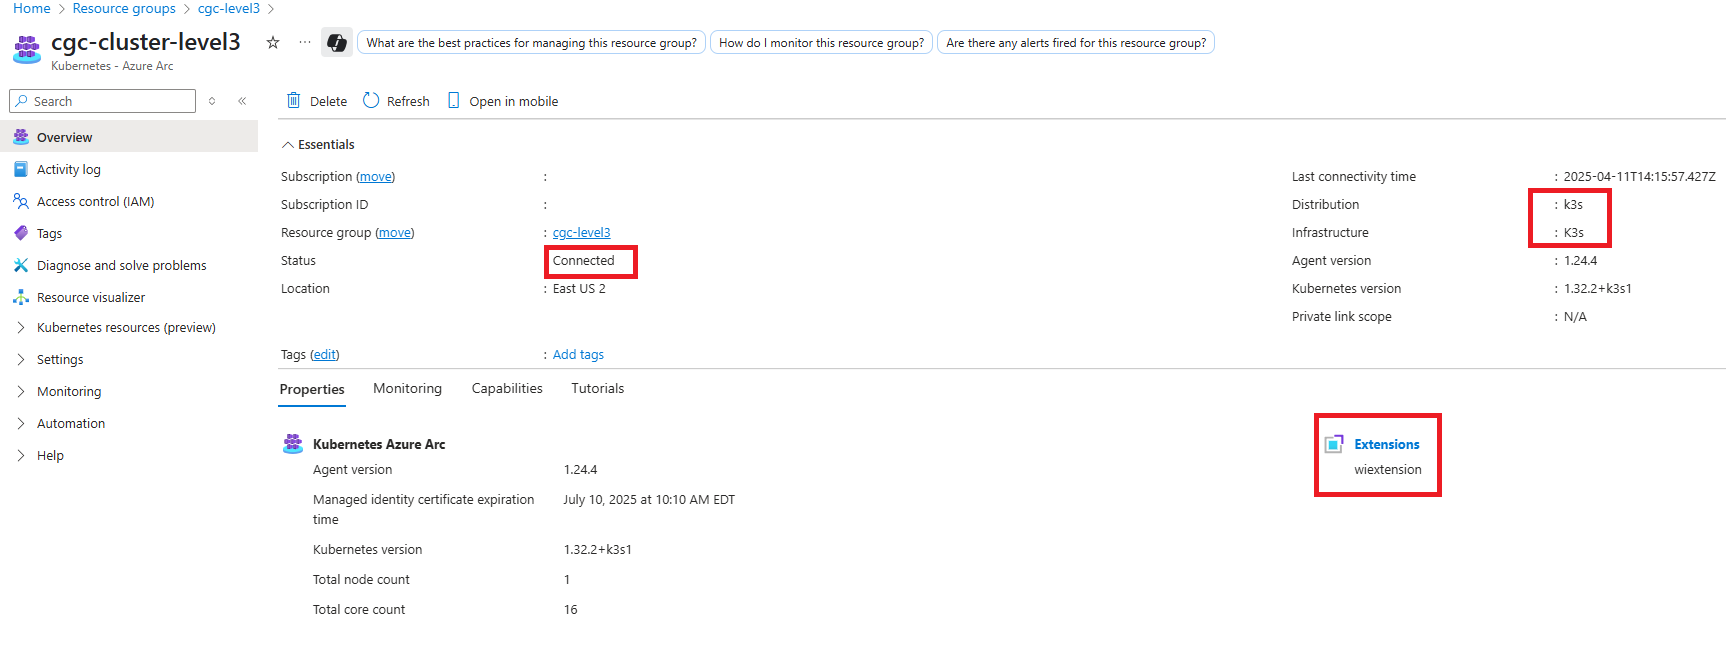 Home > Resource groups > cgc-level3 >
cgc-cluster-level3
Kubernetes - Azure Arc
What are the best practices for managing this resource group?
How do I monitor this resource group?
Are there any alerts fired for this resource group?
Search
Overview
Activity log
Access control (IAM)
Tags
Diagnose and solve problems
Resource visualizer
Kubernetes resources (preview)
Settings
Monitoring
Automation
Help
Delete
Refresh
Open in mobile
Essentials
Subscription (move) :
Subscription ID :
Resource group (move) : cgc-level3
Status : Connected
Location : East US 2
Last connectivity time : 2025-04-11T14:15:57.427Z
Distribution : k3s
Infrastructure : K3s
Agent version : 1.24.4
Kubernetes version : 1.32.2+k3s1
Private link scope : N/A
Tags (edit) : Add tags
Properties
Monitoring
Capabilities
Tutorials
Kubernetes Azure Arc
Agent version 1.24.4
Managed identity certificate expiration July 10, 2025 at 10:10 AM EDT
time
Kubernetes version 1.32.2+k3s1
Total node count 1
Total core count 16
Extensions
wiextension